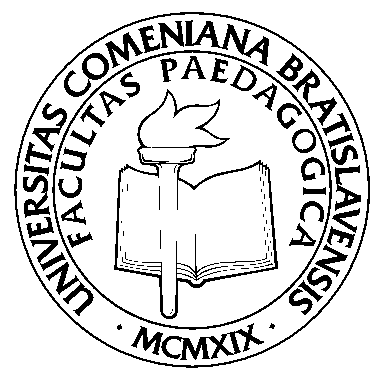 UNIVERSITAS COMENIANA BRATISLAVENSIS
FACULTAS PAEDAGOGICA
· MCMXIX ·